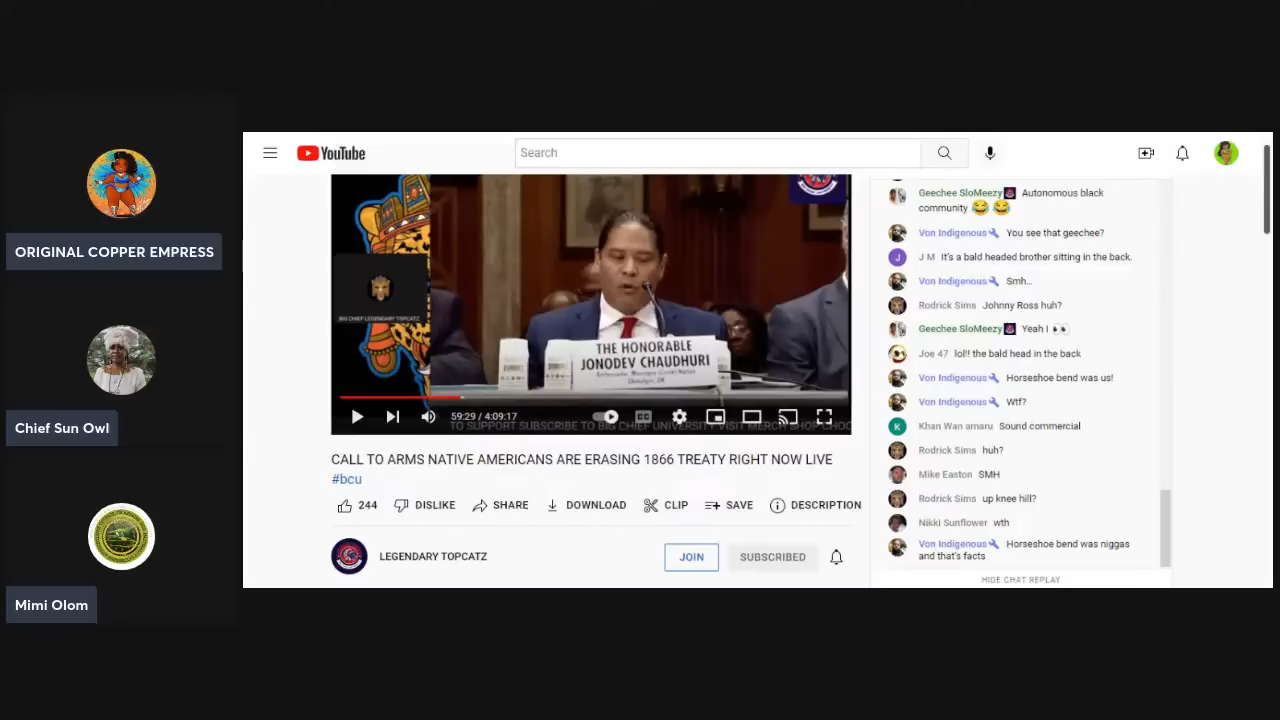 ORIGINAL COPPER EMPRESS
Chief Sun Owl
Mimi Olom
YouTube
Search
BIG CHIEF LEGENDARY TOPCATZ
THE HONORABLE
JONODEV CHAUDHURI
Ambassador, Muscogee (Creek) Nation
Okmulgee, OK
59:29 / 4:09:17
TO SUPPORT SUBSCRIBE TO BIG CHIEF UNIVERSITY VISIT MERCH SHOP CHOC
CALL TO ARMS NATIVE AMERICANS ARE ERASING 1866 TREATY RIGHT NOW LIVE
#bcu
244 DISLIKE SHARE DOWNLOAD CLIP SAVE DESCRIPTION
LEGENDARY TOPCATZ
JOIN
SUBSCRIBED
Geechee SloMeezy Autonomous black
community 😂 😂
Von Indigenous You see that geechee?
J M It's a bald headed brother sitting in the back.
Von Indigenous Smh...
Rodrick Sims Johnny Ross huh?
Geechee SloMeezy Yeah I 👀
Joe 47 lol!! the bald head in the back
Von Indigenous Horseshoe bend was us!
Von Indigenous Wtf?
Khan Wan amaru Sound commercial
Rodrick Sims huh?
Mike Easton SMH
Rodrick Sims up knee hill?
Nikki Sunflower wth
Von Indigenous Horseshoe bend was niggas
and that's facts
HIDE CHAT REPLAY